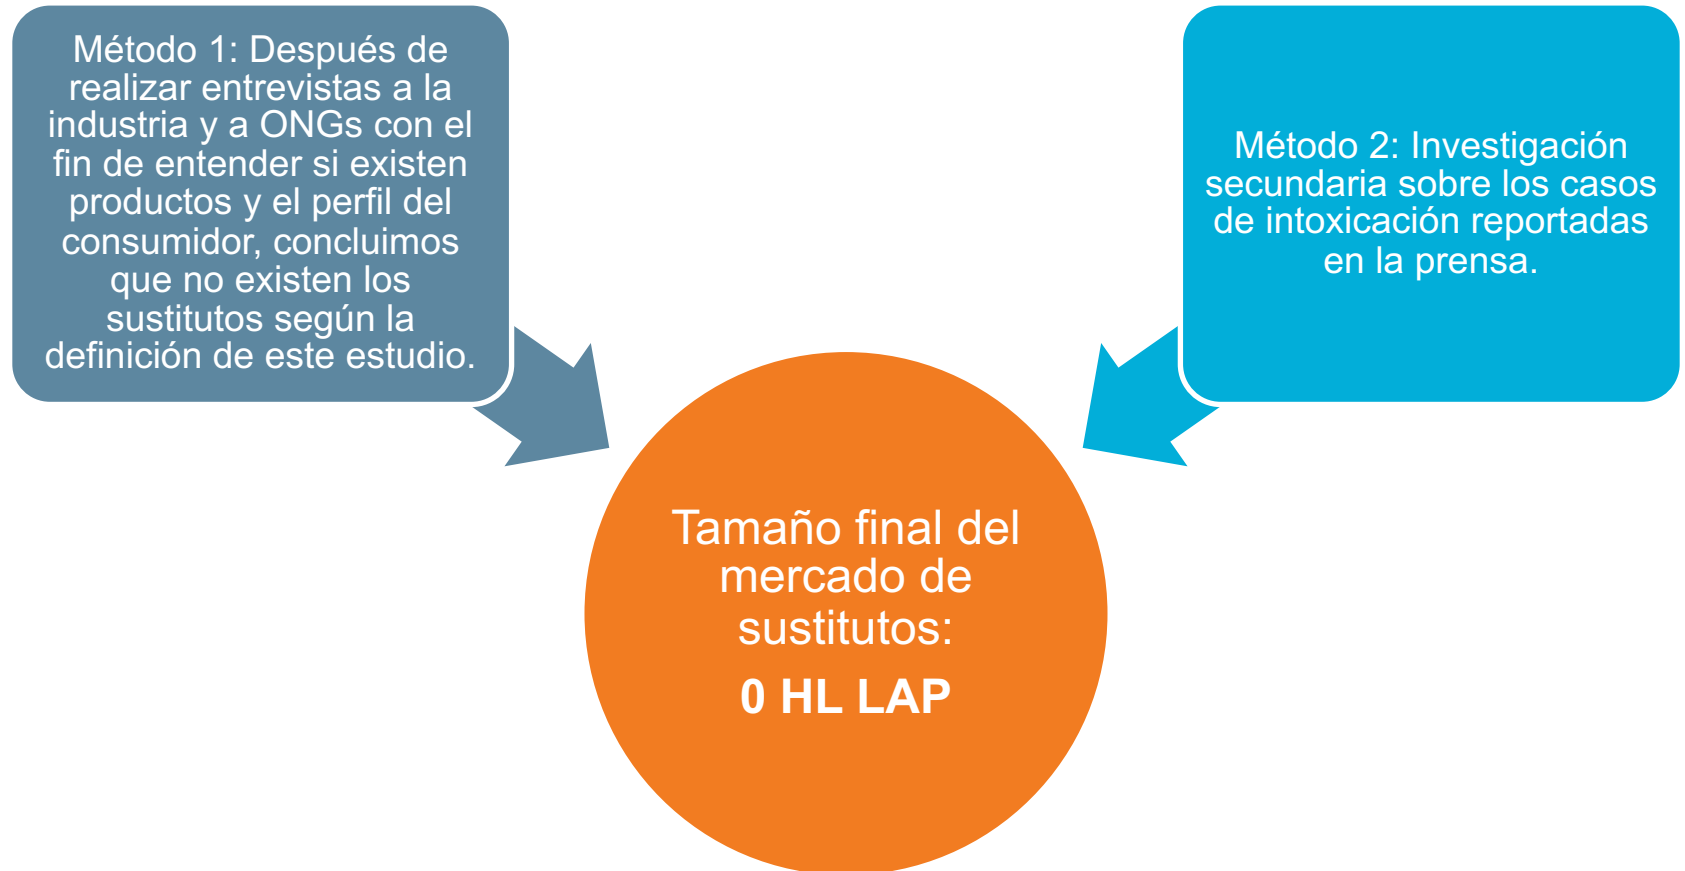 Método 1: Después de
realizar entrevistas a la
industria y a ONGs con el
fin de entender si existen
productos y el perfil del
consumidor, concluimos
que no existen los
sustitutos según la
definición de este estudio.
Método 2: Investigación
secundaria sobre los casos
de intoxicación reportadas
en la prensa.
Tamaño final del
mercado de
sustitutos:
0 HL LAP